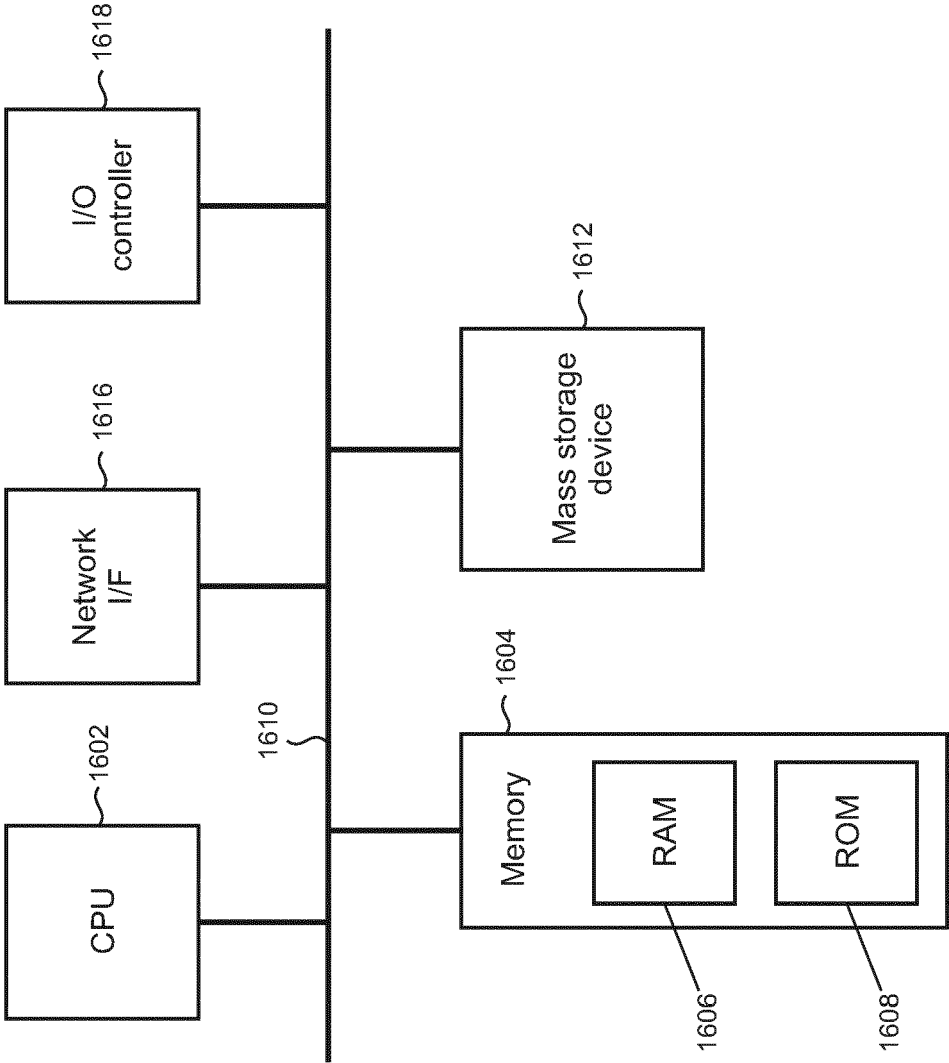 CPU
1602
Network
I/F
1616
I/O
controller
1618
1610
Memory
1604
RAM
1606
ROM
1608
Mass storage
device
1612